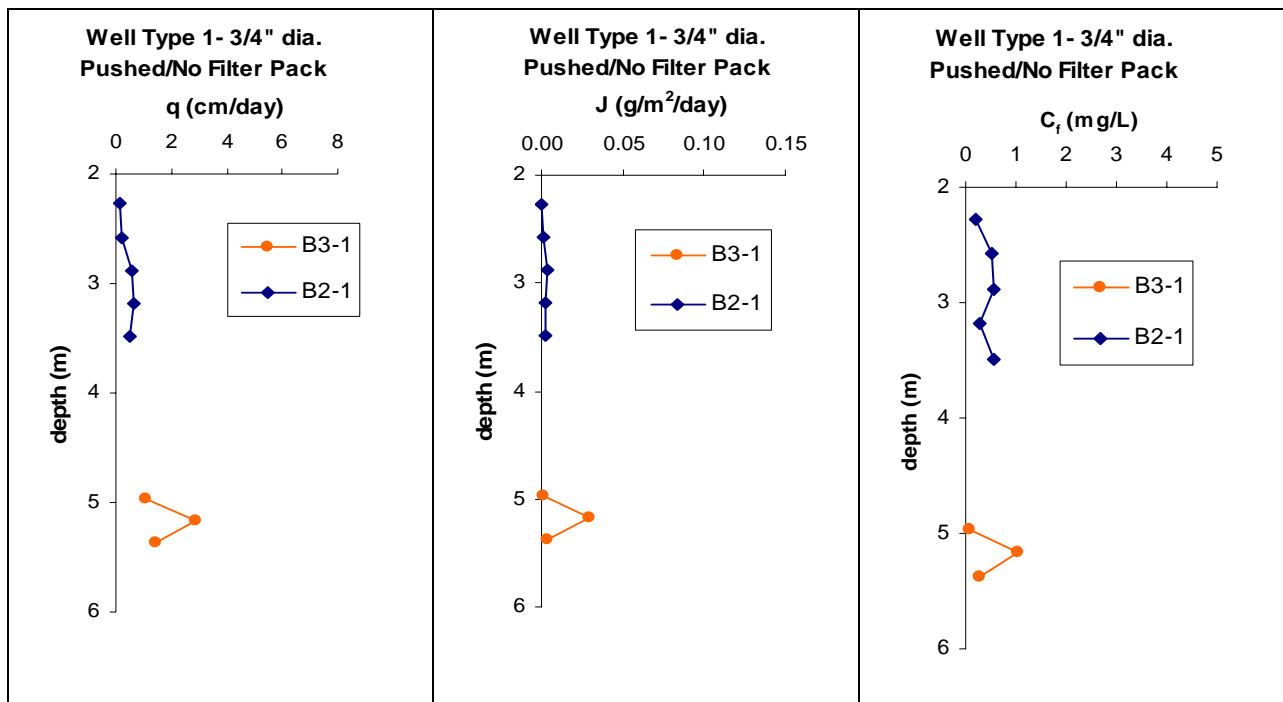 Well Type 1- 3/4" dia.
Pushed/No Filter Pack
q (cm/day)
0 2 4 6 8
2
3
4
5
6
depth (m)
B3-1
B2-1
Well Type 1- 3/4" dia.
Pushed/No Filter Pack
J (g/m²/day)
0.00 0.05 0.10 0.15
2
3
4
5
6
depth (m)
B3-1
B2-1
Well Type 1- 3/4" dia.
Pushed/No Filter Pack
Cf (mg/L)
0 1 2 3 4 5
2
3
4
5
6
depth (m)
B3-1
B2-1